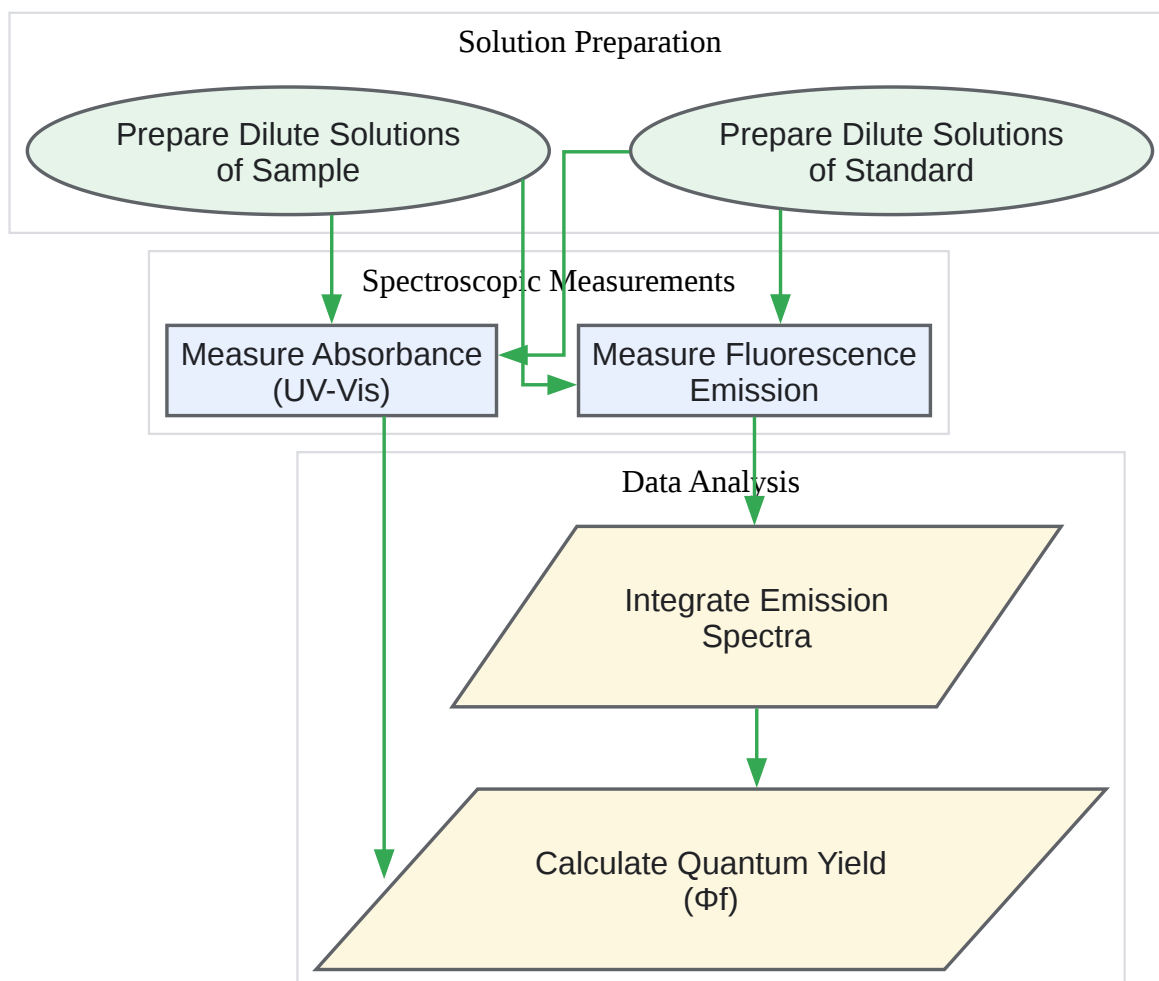 Solution Preparation
Prepare Dilute Solutions
of Sample
Prepare Dilute Solutions
of Standard
Spectroscopic Measurements
Measure Absorbance
(UV-Vis)
Measure Fluorescence
Emission
Data Analysis
Integrate Emission
Spectra
Calculate Quantum Yield
(Φf)